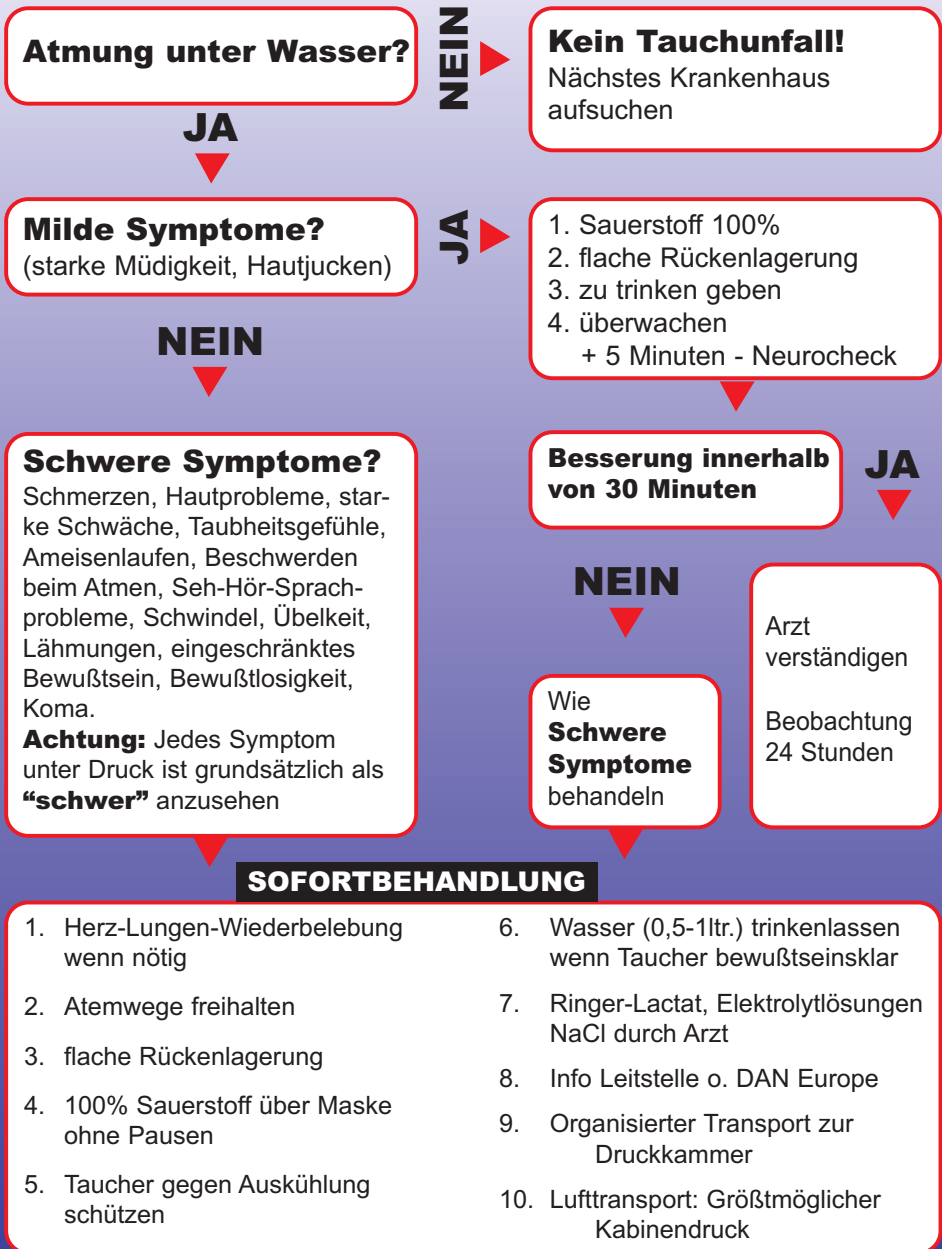 Atmung unter Wasser?
NEIN
Kein Tauchunfall!
Nächstes Krankenhaus
aufsuchen
JA
Milde Symptome?
(starke Müdigkeit, Hautjucken)
JA
1. Sauerstoff 100%
2. flache Rückenlagerung
3. zu trinken geben
4. überwachen
+ 5 Minuten - Neurocheck
NEIN
Schwere Symptome?
Schmerzen, Hautprobleme, star-
ke Schwäche, Taubheitsgefühle,
Ameisenlaufen, Beschwerden
beim Atmen, Seh-Hör-Sprach-
probleme, Schwindel, Übelkeit,
Lähmungen, eingeschränktes
Bewußtsein, Bewußtlosigkeit,
Koma.
Achtung: Jedes Symptom
unter Druck ist grundsätzlich als
“schwer” anzusehen
Besserung innerhalb
von 30 Minuten
JA
NEIN
Wie
Schwere
Symptome
behandeln
Arzt
verständigen
Beobachtung
24 Stunden
SOFORTBEHANDLUNG
1. Herz-Lungen-Wiederbelebung
wenn nötig
2. Atemwege freihalten
3. flache Rückenlagerung
4. 100% Sauerstoff über Maske
ohne Pausen
5. Taucher gegen Auskühlung
schützen
6. Wasser (0,5-1ltr.) trinkenlassen
wenn Taucher bewußtseinsklar
7. Ringer-Lactat, Elektrolytlösungen
NaCl durch Arzt
8. Info Leitstelle o. DAN Europe
9. Organisierter Transport zur
Druckkammer
10. Lufttransport: Größtmöglicher
Kabinendruck